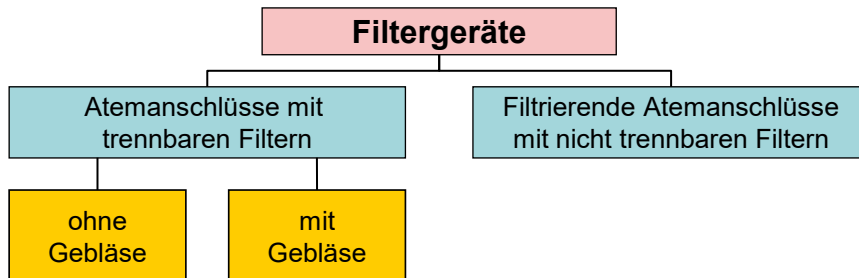 Filtergeräte
Atemanschlüsse mit
trennbaren Filtern
Filtrierende Atemanschlüsse
mit nicht trennbaren Filtern
ohne
Gebläse
mit
Gebläse